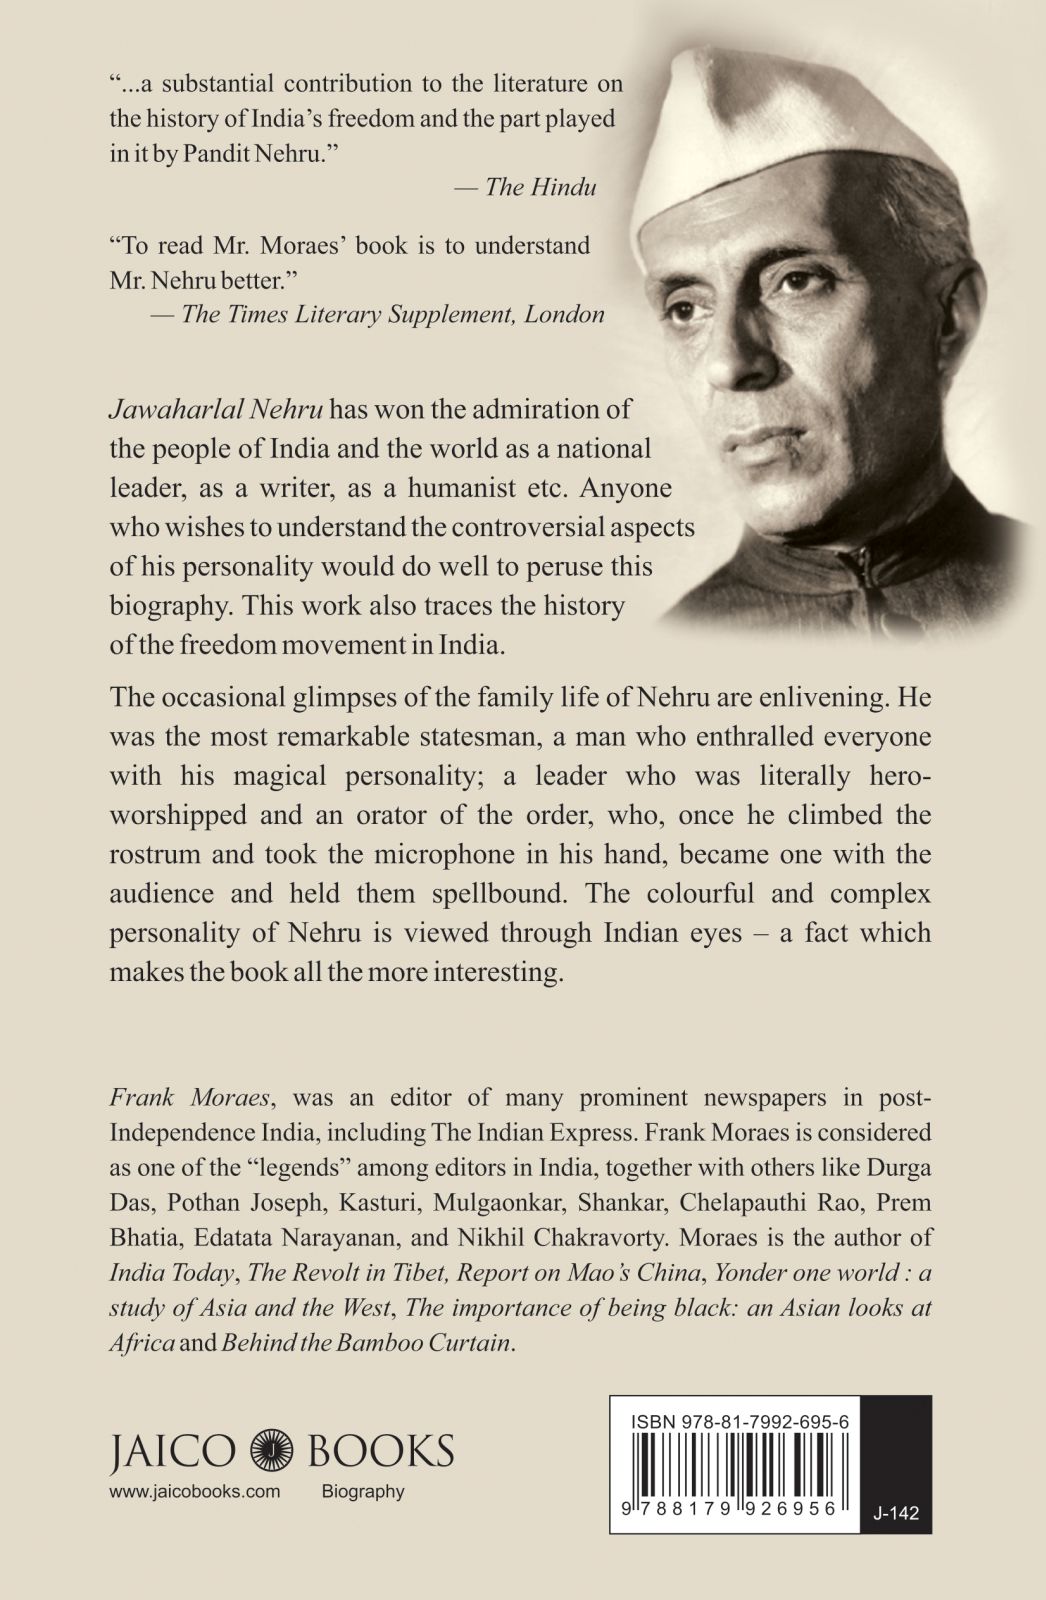 “...a substantial contribution to the literature on
the history of India’s freedom and the part played
in it by Pandit Nehru.”
— The Hindu
“To read Mr. Moraes’ book is to understand
Mr. Nehru better.”
— The Times Literary Supplement, London
Jawaharlal Nehru has won the admiration of
the people of India and the world as a national
leader, as a writer, as a humanist etc. Anyone
who wishes to understand the controversial aspects
of his personality would do well to peruse this
biography. This work also traces the history
of the freedom movement in India.
The occasional glimpses of the family life of Nehru are enlivening. He
was the most remarkable statesman, a man who enthralled everyone
with his magical personality; a leader who was literally hero-
worshipped and an orator of the order, who, once he climbed the
rostrum and took the microphone in his hand, became one with the
audience and held them spellbound. The colourful and complex
personality of Nehru is viewed through Indian eyes – a fact which
makes the book all the more interesting.
Frank Moraes, was an editor of many prominent newspapers in post-
Independence India, including The Indian Express. Frank Moraes is considered
as one of the “legends” among editors in India, together with others like Durga
Das, Pothan Joseph, Kasturi, Mulgaonkar, Shankar, Chelapauthi Rao, Prem
Bhatia, Edatata Narayanan, and Nikhil Chakravorty. Moraes is the author of
India Today, The Revolt in Tibet, Report on Mao’s China, Yonder one world : a
study of Asia and the West, The importance of being black: an Asian looks at
Africa and Behind the Bamboo Curtain.
JAICO J BOOKS
www.jaicobooks.com Biography
ISBN 978-81-7992-695-6
9 788179 926956
J-142